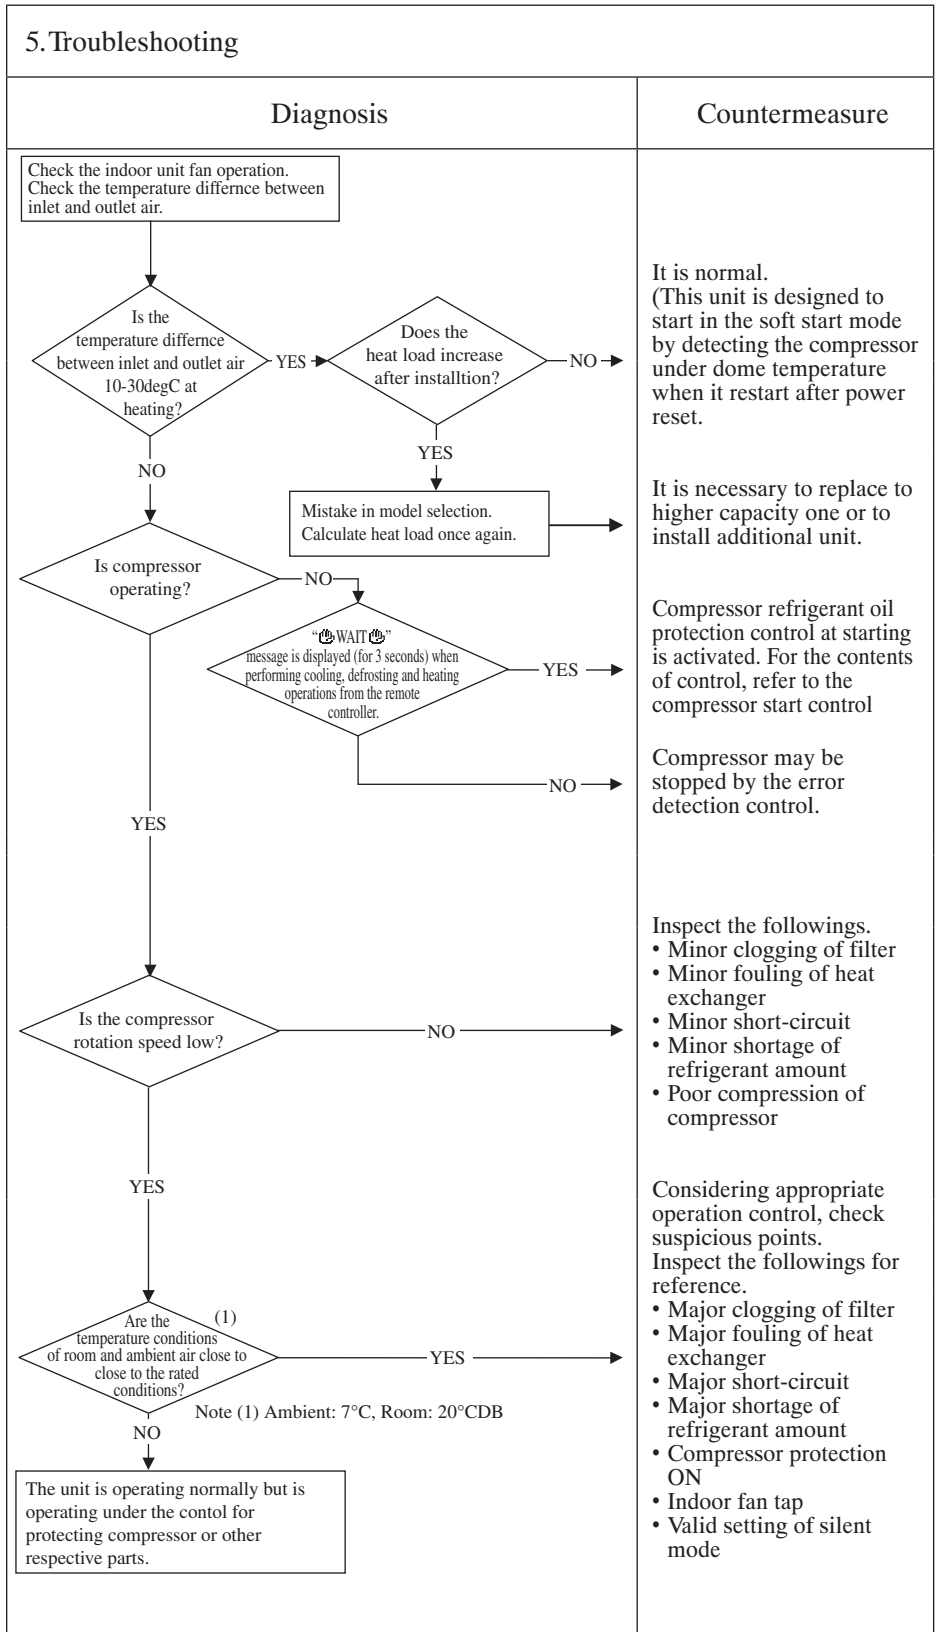 5.Troubleshooting
Diagnosis
Countermeasure
Check the indoor unit fan operation.
Check the temperature differnce between
inlet and outlet air.
Is the
temperature differnce
between inlet and outlet air
10-30degC at
heating?
YES
Does the
heat load increase
after installtion?
NO
It is normal.
(This unit is designed to
start in the soft start mode
by detecting the compressor
under dome temperature
when it restart after power
reset.
NO
YES
Mistake in model selection.
Calculate heat load once again.
It is necessary to replace to
higher capacity one or to
install additional unit.
Is compressor
operating?
NO
“WAIT”
message is displayed (for 3 seconds) when
performing cooling, defrosting and heating
operations from the remote
controller.
YES
Compressor refrigerant oil
protection control at starting
is activated. For the contents
of control, refer to the
compressor start control
NO
Compressor may be
stopped by the error
detection control.
YES
Is the compressor
rotation speed low?
NO
Inspect the followings.
• Minor clogging of filter
• Minor fouling of heat
exchanger
• Minor short-circuit
• Minor shortage of
refrigerant amount
• Poor compression of
compressor
YES
Are the
temperature conditions
of room and ambient air close to
close to the rated
conditions?
(1)
YES
Note (1) Ambient: 7°C, Room: 20°CDB
NO
The unit is operating normally but is
operating under the contol for
protecting compressor or other
respective parts.
Considering appropriate
operation control, check
suspicious points.
Inspect the followings for
reference.
• Major clogging of filter
• Major fouling of heat
exchanger
• Major short-circuit
• Major shortage of
refrigerant amount
• Compressor protection
ON
• Indoor fan tap
• Valid setting of silent
mode